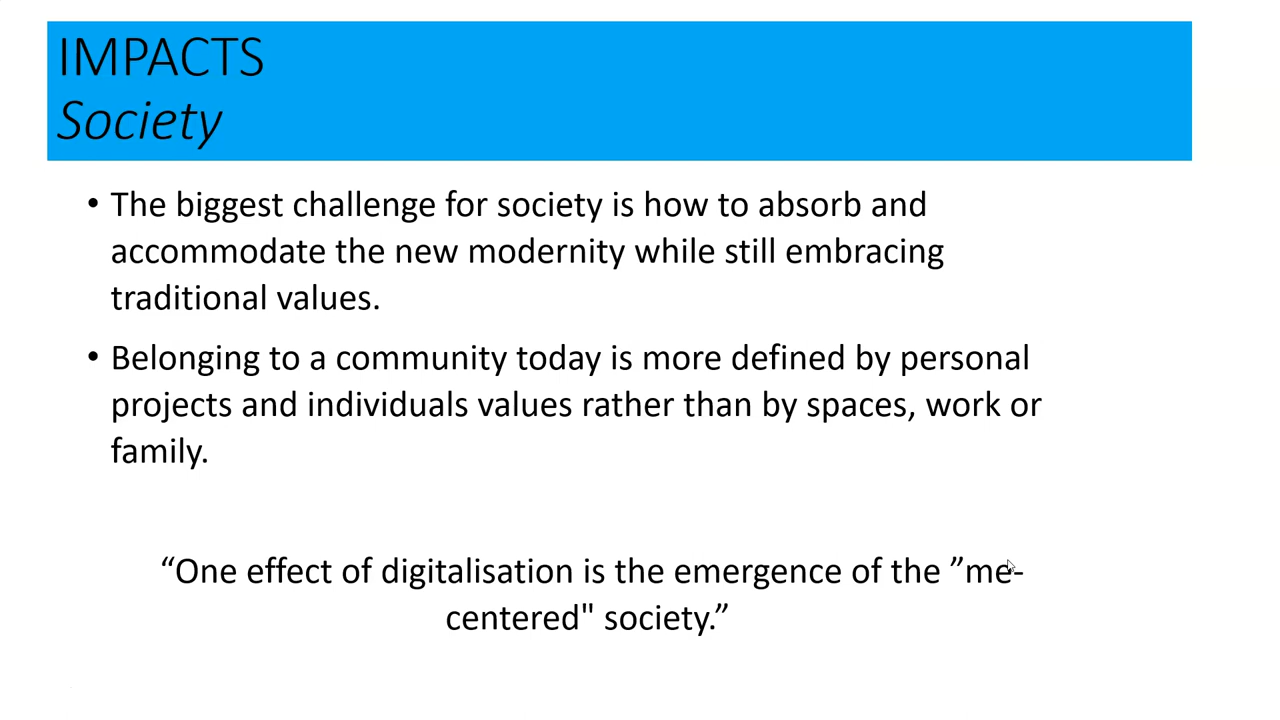 IMPACTS
Society
• The biggest challenge for society is how to absorb and
accommodate the new modernity while still embracing
traditional values.
• Belonging to a community today is more defined by personal
projects and individuals values rather than by spaces, work or
family.
“One effect of digitalisation is the emergence of the ”me-
centered" society.”